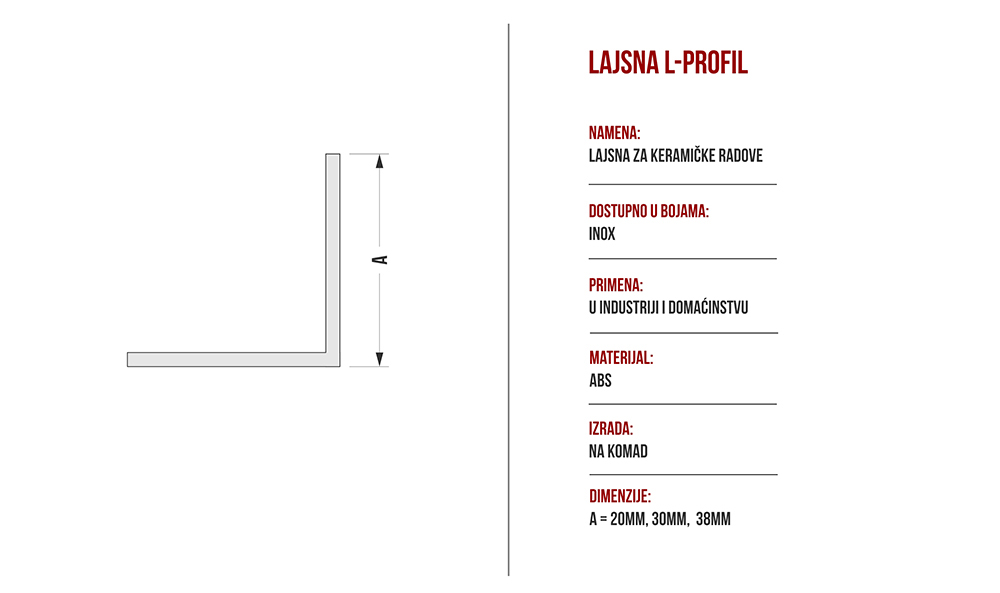 A
LAJSNA L-PROFIL
NAMENA:
LAJSNA ZA KERAMIČKE RADOVE
DOSTUPNO U BOJAMA:
INOX
PRIMENA:
U INDUSTRIJI I DOMAĆINSTVU
MATERIJAL:
ABS
IZRADA:
NA KOMAD
DIMENZIJE:
A = 20MM, 30MM, 38MM